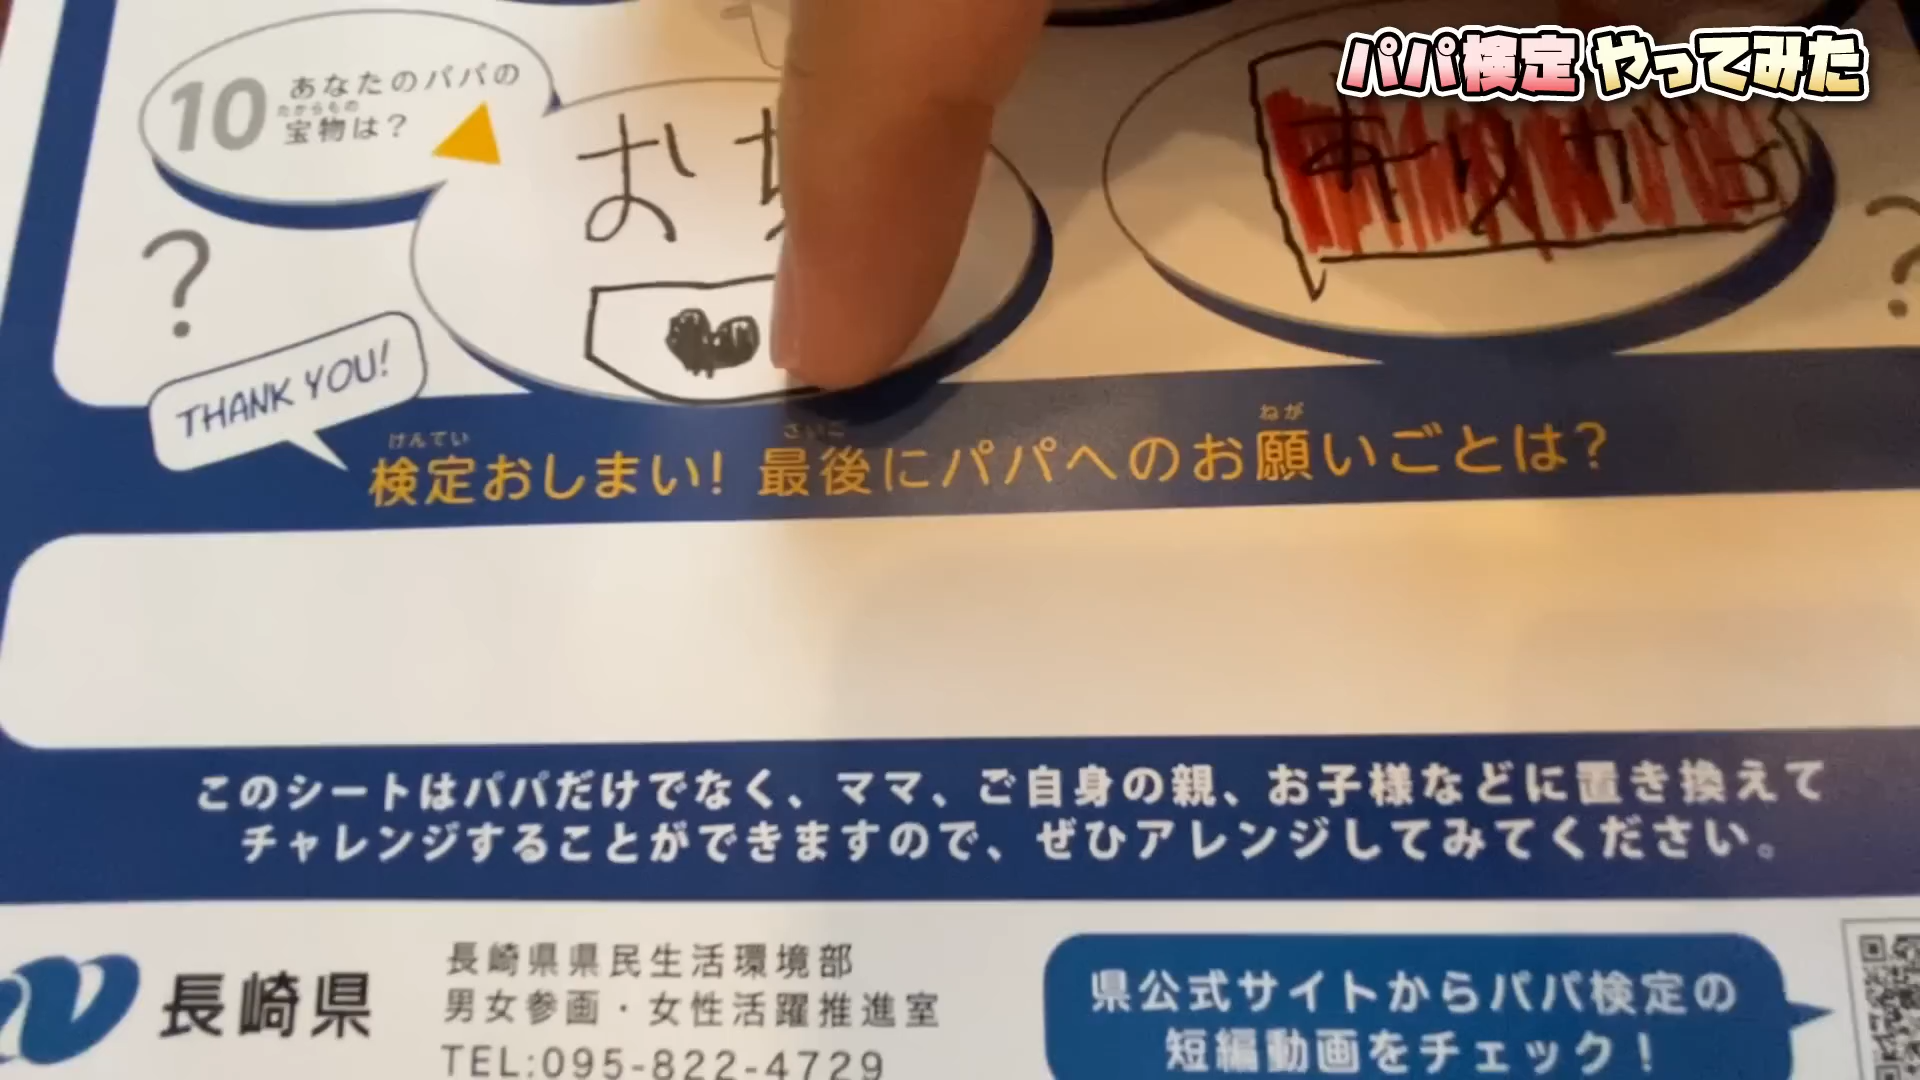 パパ検定 やってみた
10 あなたのパパの
たからもの
宝物は?
お
ありがと
?
?
THANK YOU!
けんてい さいご ねが
検定おしまい! 最後にパパへのお願いごとは?
このシートはパパだけでなく、ママ、ご自身の親、お子様などに置き換えて
チャレンジすることができますので、ぜひアレンジしてみてください。
長崎県
長崎県県民生活環境部
男女参画・女性活躍推進室
TEL:095-822-4729
県公式サイトからパパ検定の
短編動画をチェック!